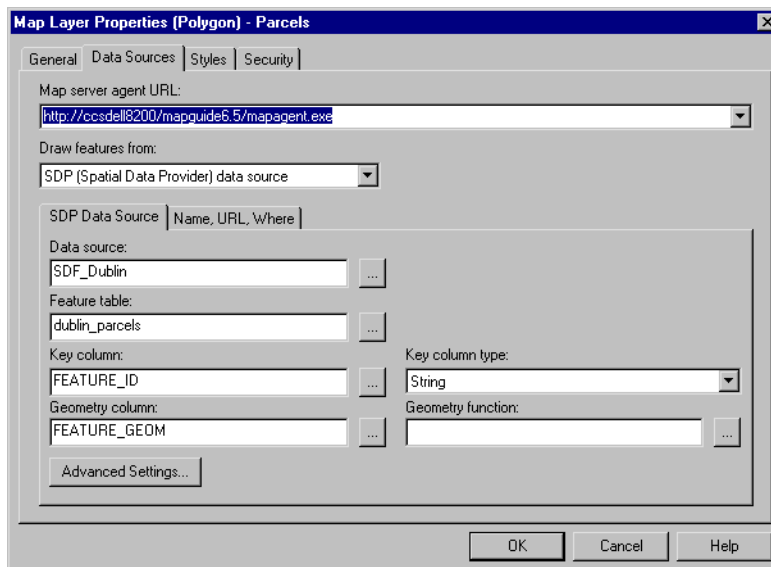 Map Layer Properties (Polygon) - Parcels
General Data Sources Styles Security
Map server agent URL:
http://ccsdell8200/mapguide6.5/mapagent.exe
Draw features from:
SDP (Spatial Data Provider) data source
SDP Data Source Name, URL, Where
Data source:
SDF_Dublin
...
Feature table:
dublin_parcels
...
Key column: Key column type:
FEATURE_ID ... String
Geometry column: Geometry function:
FEATURE_GEOM ... ...
Advanced Settings...
OK Cancel Help